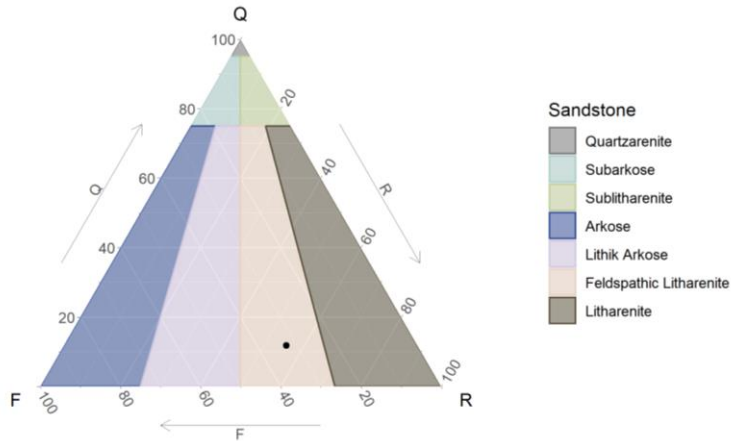 Q
100
80
60
40
20
20
40
60
80
100
Q
R
F
R
100
80
60
40
20
F
Sandstone
Quartzarenite
Subarkose
Sublitharenite
Arkose
Lithik Arkose
Feldspathic Litharenite
Litharenite